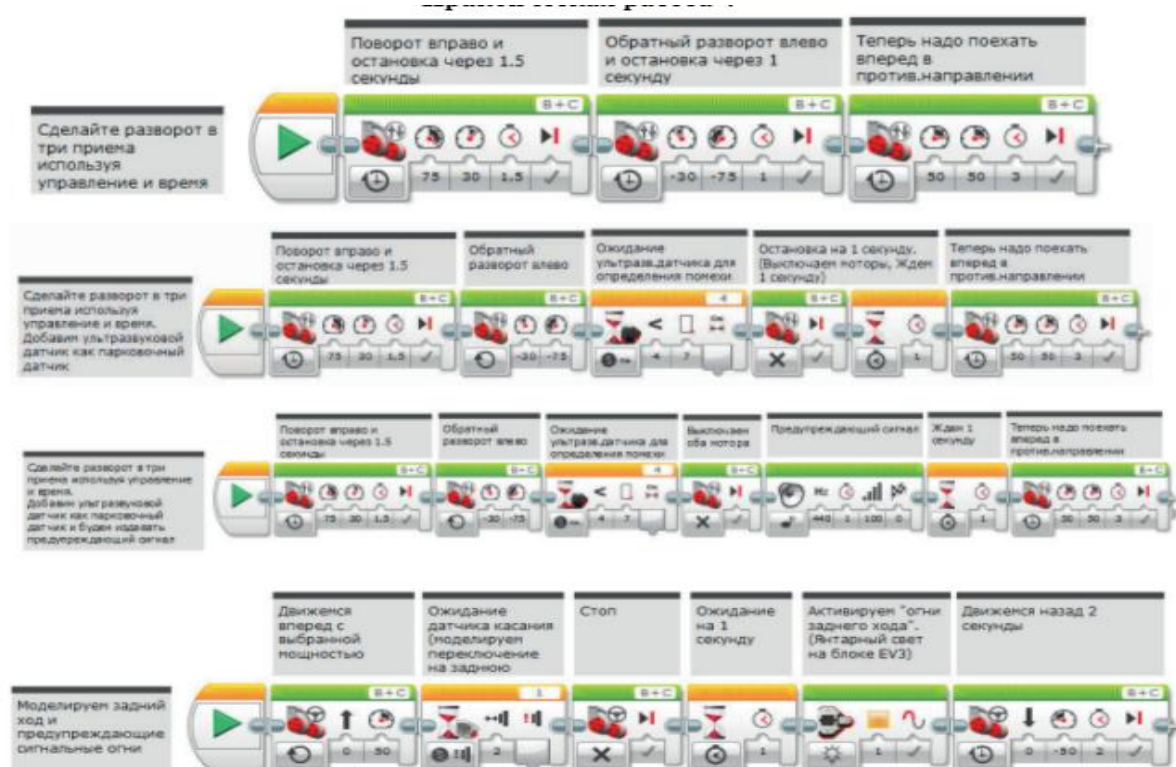 Сделайте разворот в
три приема
используя
управление и время
Поворот вправо и
остановка через 1.5
секунды
B+C
75 30 1.5
Обратный разворот влево
и остановка через 1
секунду
B+C
-30 -75 1
Теперь надо поехать
вперед в
против.направлении
B+C
50 50 3
Сделайте разворот в три
приема используя
управление и время.
Добавим ультразвуковой
датчик как парковочный
датчик
Поворот вправо и
остановка через 1.5
секунды
B+C
75 30 1.5
Обратный
разворот влево
B+C
-30 -75
Ожидание
ультразв.датчика для
определения помехи
4
<
4 7
Остановка на 1 секунду.
(Выключаем моторы, Ждем
1 секунду)
B+C
1
Теперь надо поехать
вперед в
против.направлении
B+C
50 50 3
Сделайте разворот в три
приема используя управление
и время.
Добавим ультразвуковой
датчик как парковочный
датчик и будем издавать
предупреждающий сигнал
Поворот вправо и
остановка через 1.5
секунды
B+C
75 30 1.5
Обратный
разворот влево
B+C
-30 -75
Ожидание
ультразв.датчика для
определения помехи
4
<
4 7
Выключаем
оба мотора
B+C
Предупреждающий сигнал
Hz
440 1 100 0
Ждем 1
секунду
1
Теперь надо поехать
вперед в
против.направлении
B+C
50 50 3
Моделируем задний
ход и
предупреждающие
сигнальные огни
Движемся
вперед с
выбранной
мощностью
B+C
0 50
Ожидание
датчика касания
(моделируем
переключение
на заднюю
1
2
Стоп
B+C
Ожидание
на 1
секунду
1
Активируем "огни
заднего хода".
(Янтарный свет
на блоке EV3)
1
Движемся назад 2
секунды
B+C
0 -50 2